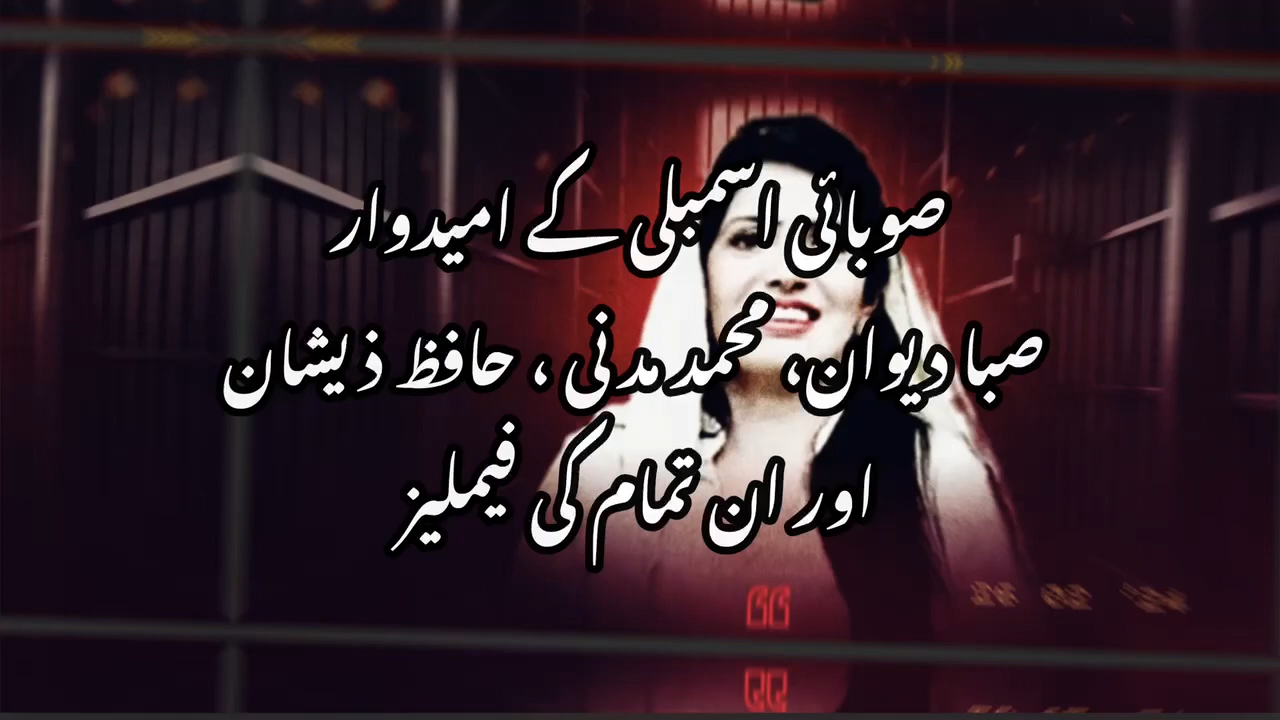 صوبائی اسمبلی کے امیدوار
صبا دیوان، محمد مدنی، حافظ ذیشان
اور ان تمام کی فیملیز